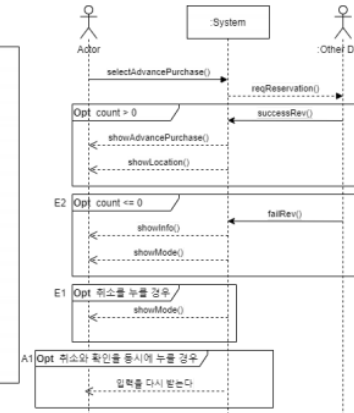 :System
Actor
:Other D
selectAdvancePurchase()
reqReservation()
Opt count > 0
successRev()
showAdvancePurchase()
showLocation()
E2
Opt count <= 0
failRev()
showInfo()
showMode()
E1
Opt 취소를 누를 경우
showMode()
A1
Opt 취소와 확인을 동시에 누를 경우
입력을 다시 받는다